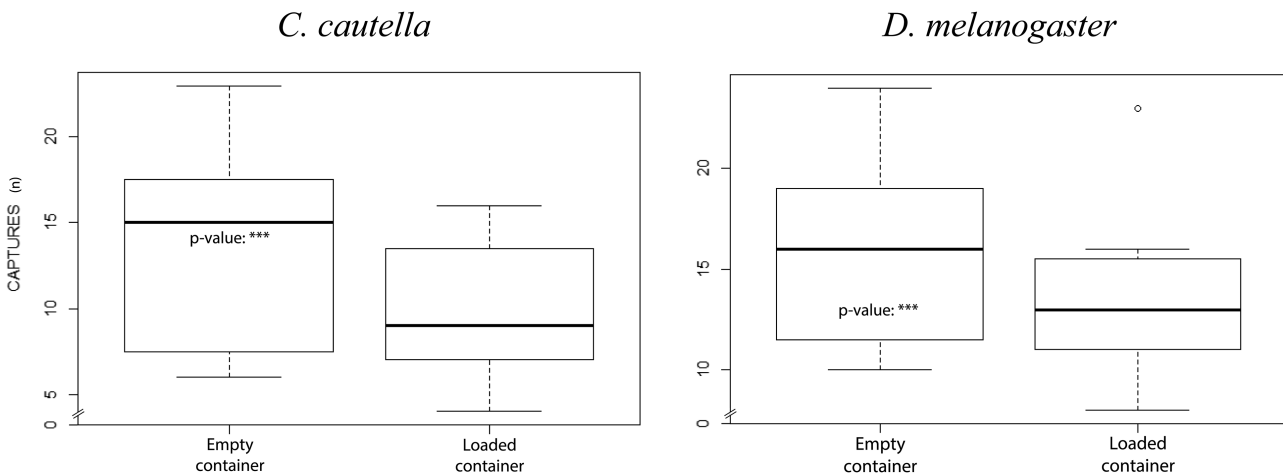 C. cautella
D. melanogaster
CAPTURES (n)
20
15
10
5
0
p-value: ***
Empty
container
Loaded
container
20
15
10
0
p-value: ***
Empty
container
Loaded
container